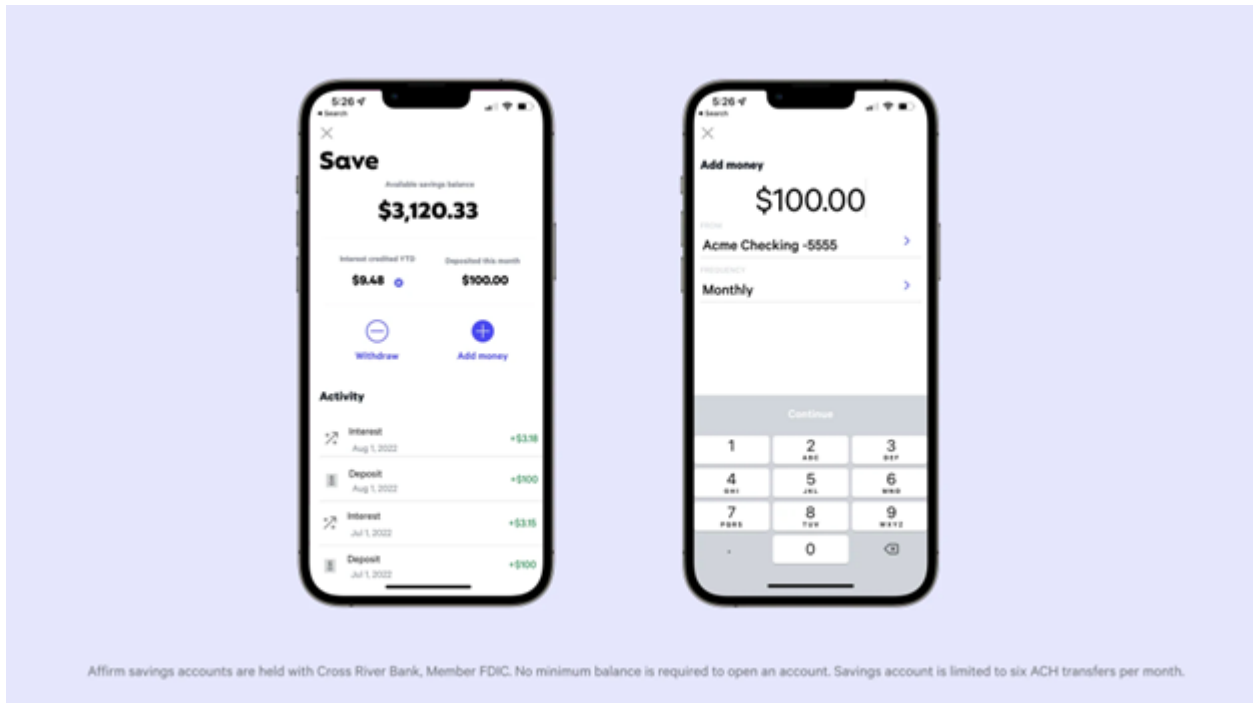 5:26
Search
Save
Available savings balance
$3,120.33
Interest credited YTD
Deposited this month
$9.48
$100.00
Withdraw
Add money
Activity
Interest
+$3.18
Aug 1, 2022
Deposit
+$100
Aug 1, 2022
Interest
+$3.15
Jul 1, 2022
Deposit
+$100
Jul 1, 2022
5:26
Search
Add money
$100.00
FROM
Acme Checking -5555
FREQUENCY
Monthly
Continue
1
2
ABC
3
DEF
4
GHI
5
JKL
6
MNO
7
PQRS
8
TUV
9
WXYZ
.
0
Affirm savings accounts are held with Cross River Bank, Member FDIC. No minimum balance is required to open an account. Savings account is limited to six ACH transfers per month.